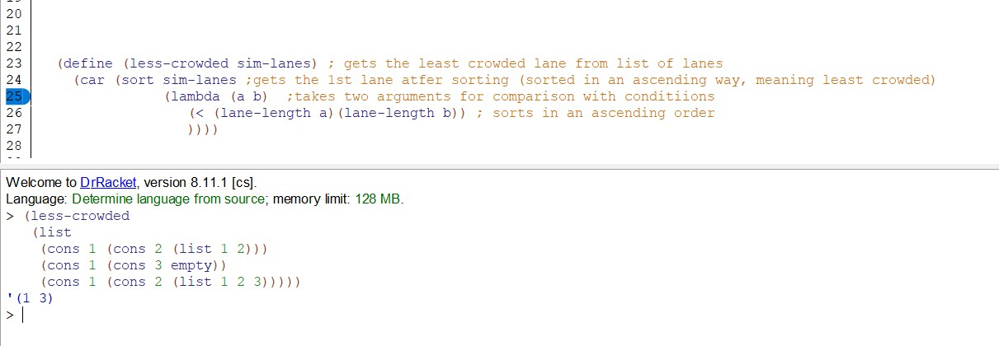 20
21
22
23 (define (less-crowded sim-lanes) ; gets the least crowded lane from list of lanes
24 (car (sort sim-lanes ;gets the 1st lane atfer sorting (sorted in an ascending way, meaning least crowded)
25 (lambda (a b) ;takes two arguments for comparison with conditiions
26 (< (lane-length a)(lane-length b)) ; sorts in an ascending order
27 ))))
28
Welcome to DrRacket, version 8.11.1 [cs].
Language: Determine language from source; memory limit: 128 MB.
> (less-crowded
(list
(cons 1 (cons 2 (list 1 2)))
(cons 1 (cons 3 empty))
(cons 1 (cons 2 (list 1 2 3)))))
'(1 3)
>